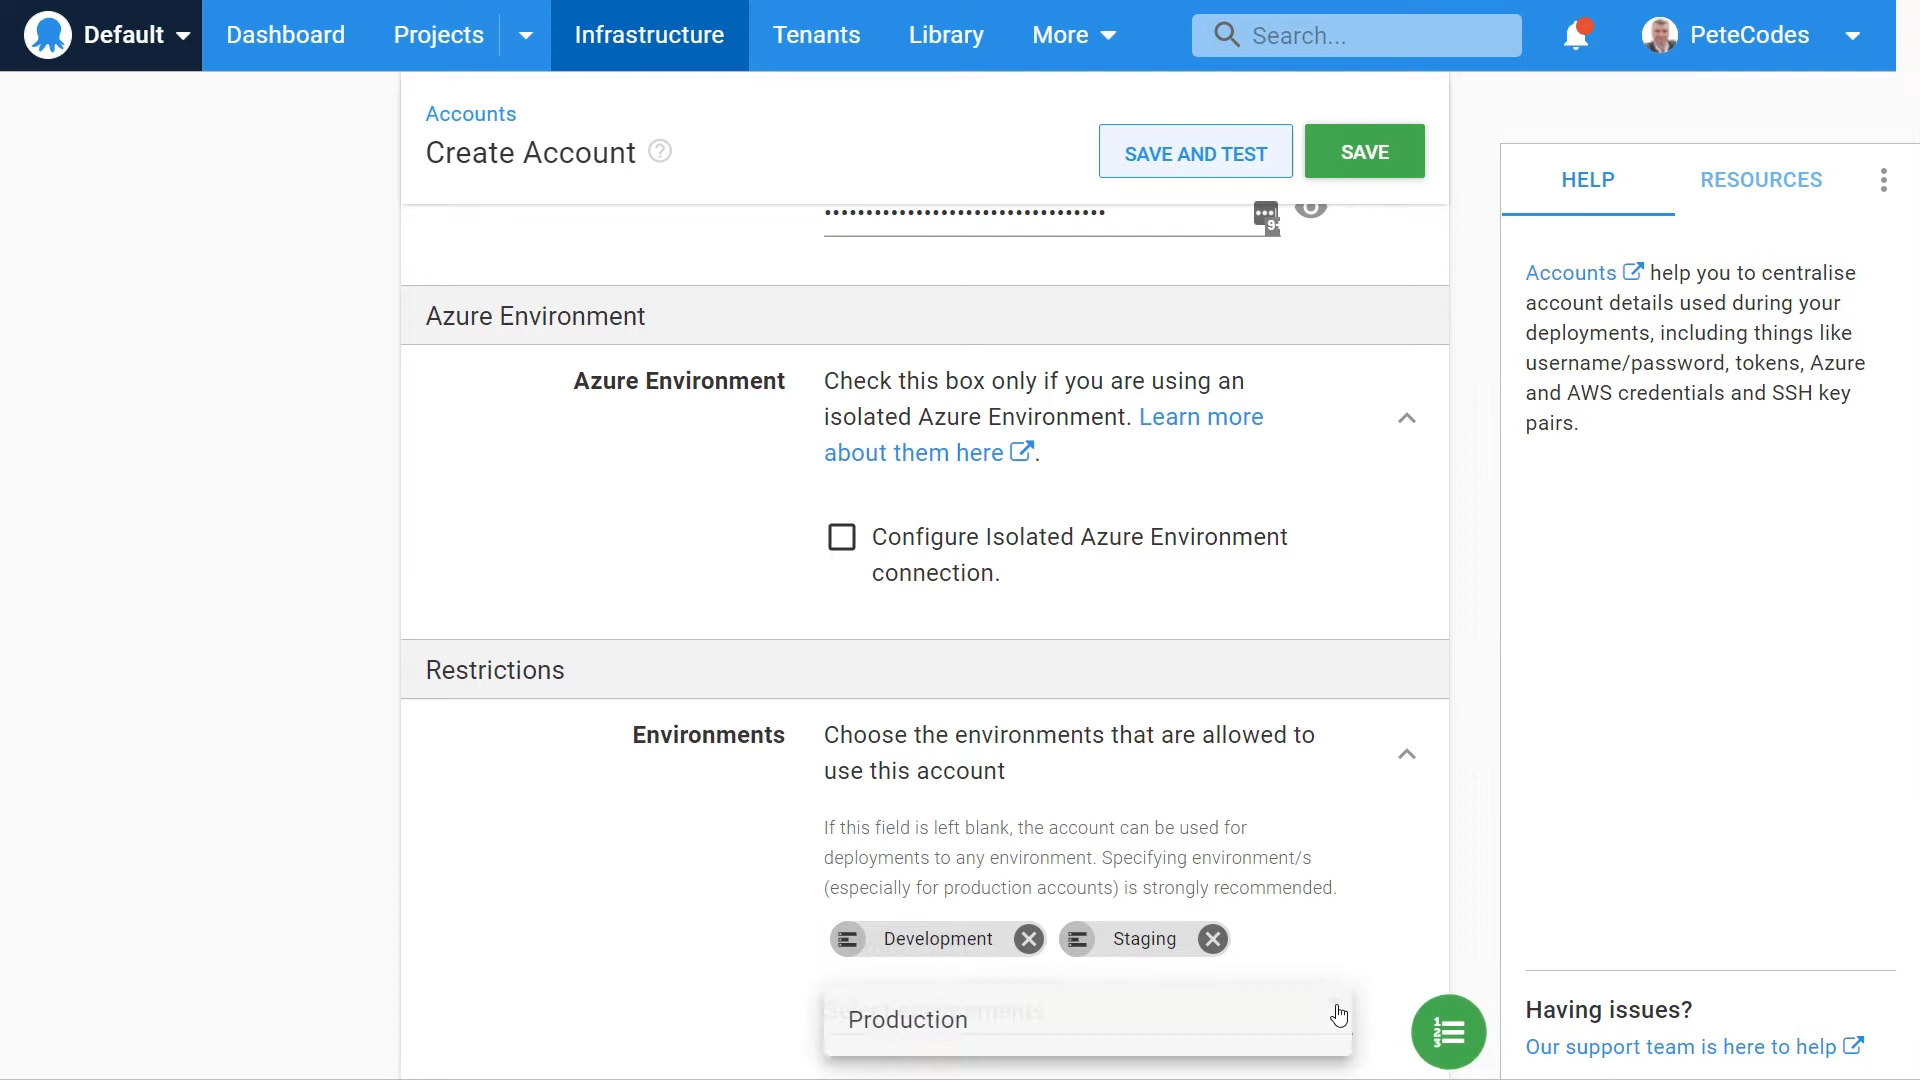 Default
Dashboard
Projects
Infrastructure
Tenants
Library
More
Search...
PeteCodes
Accounts
Create Account
SAVE AND TEST
SAVE
HELP
RESOURCES
Accounts help you to centralise
account details used during your
deployments, including things like
username/password, tokens, Azure
and AWS credentials and SSH key
pairs.
Azure Environment
Azure Environment
Check this box only if you are using an
isolated Azure Environment. Learn more
about them here.
Configure Isolated Azure Environment
connection.
Restrictions
Environments
Choose the environments that are allowed to
use this account
If this field is left blank, the account can be used for
deployments to any environment. Specifying environment/s
(especially for production accounts) is strongly recommended.
Development
Staging
Production
Having issues?
Our support team is here to help